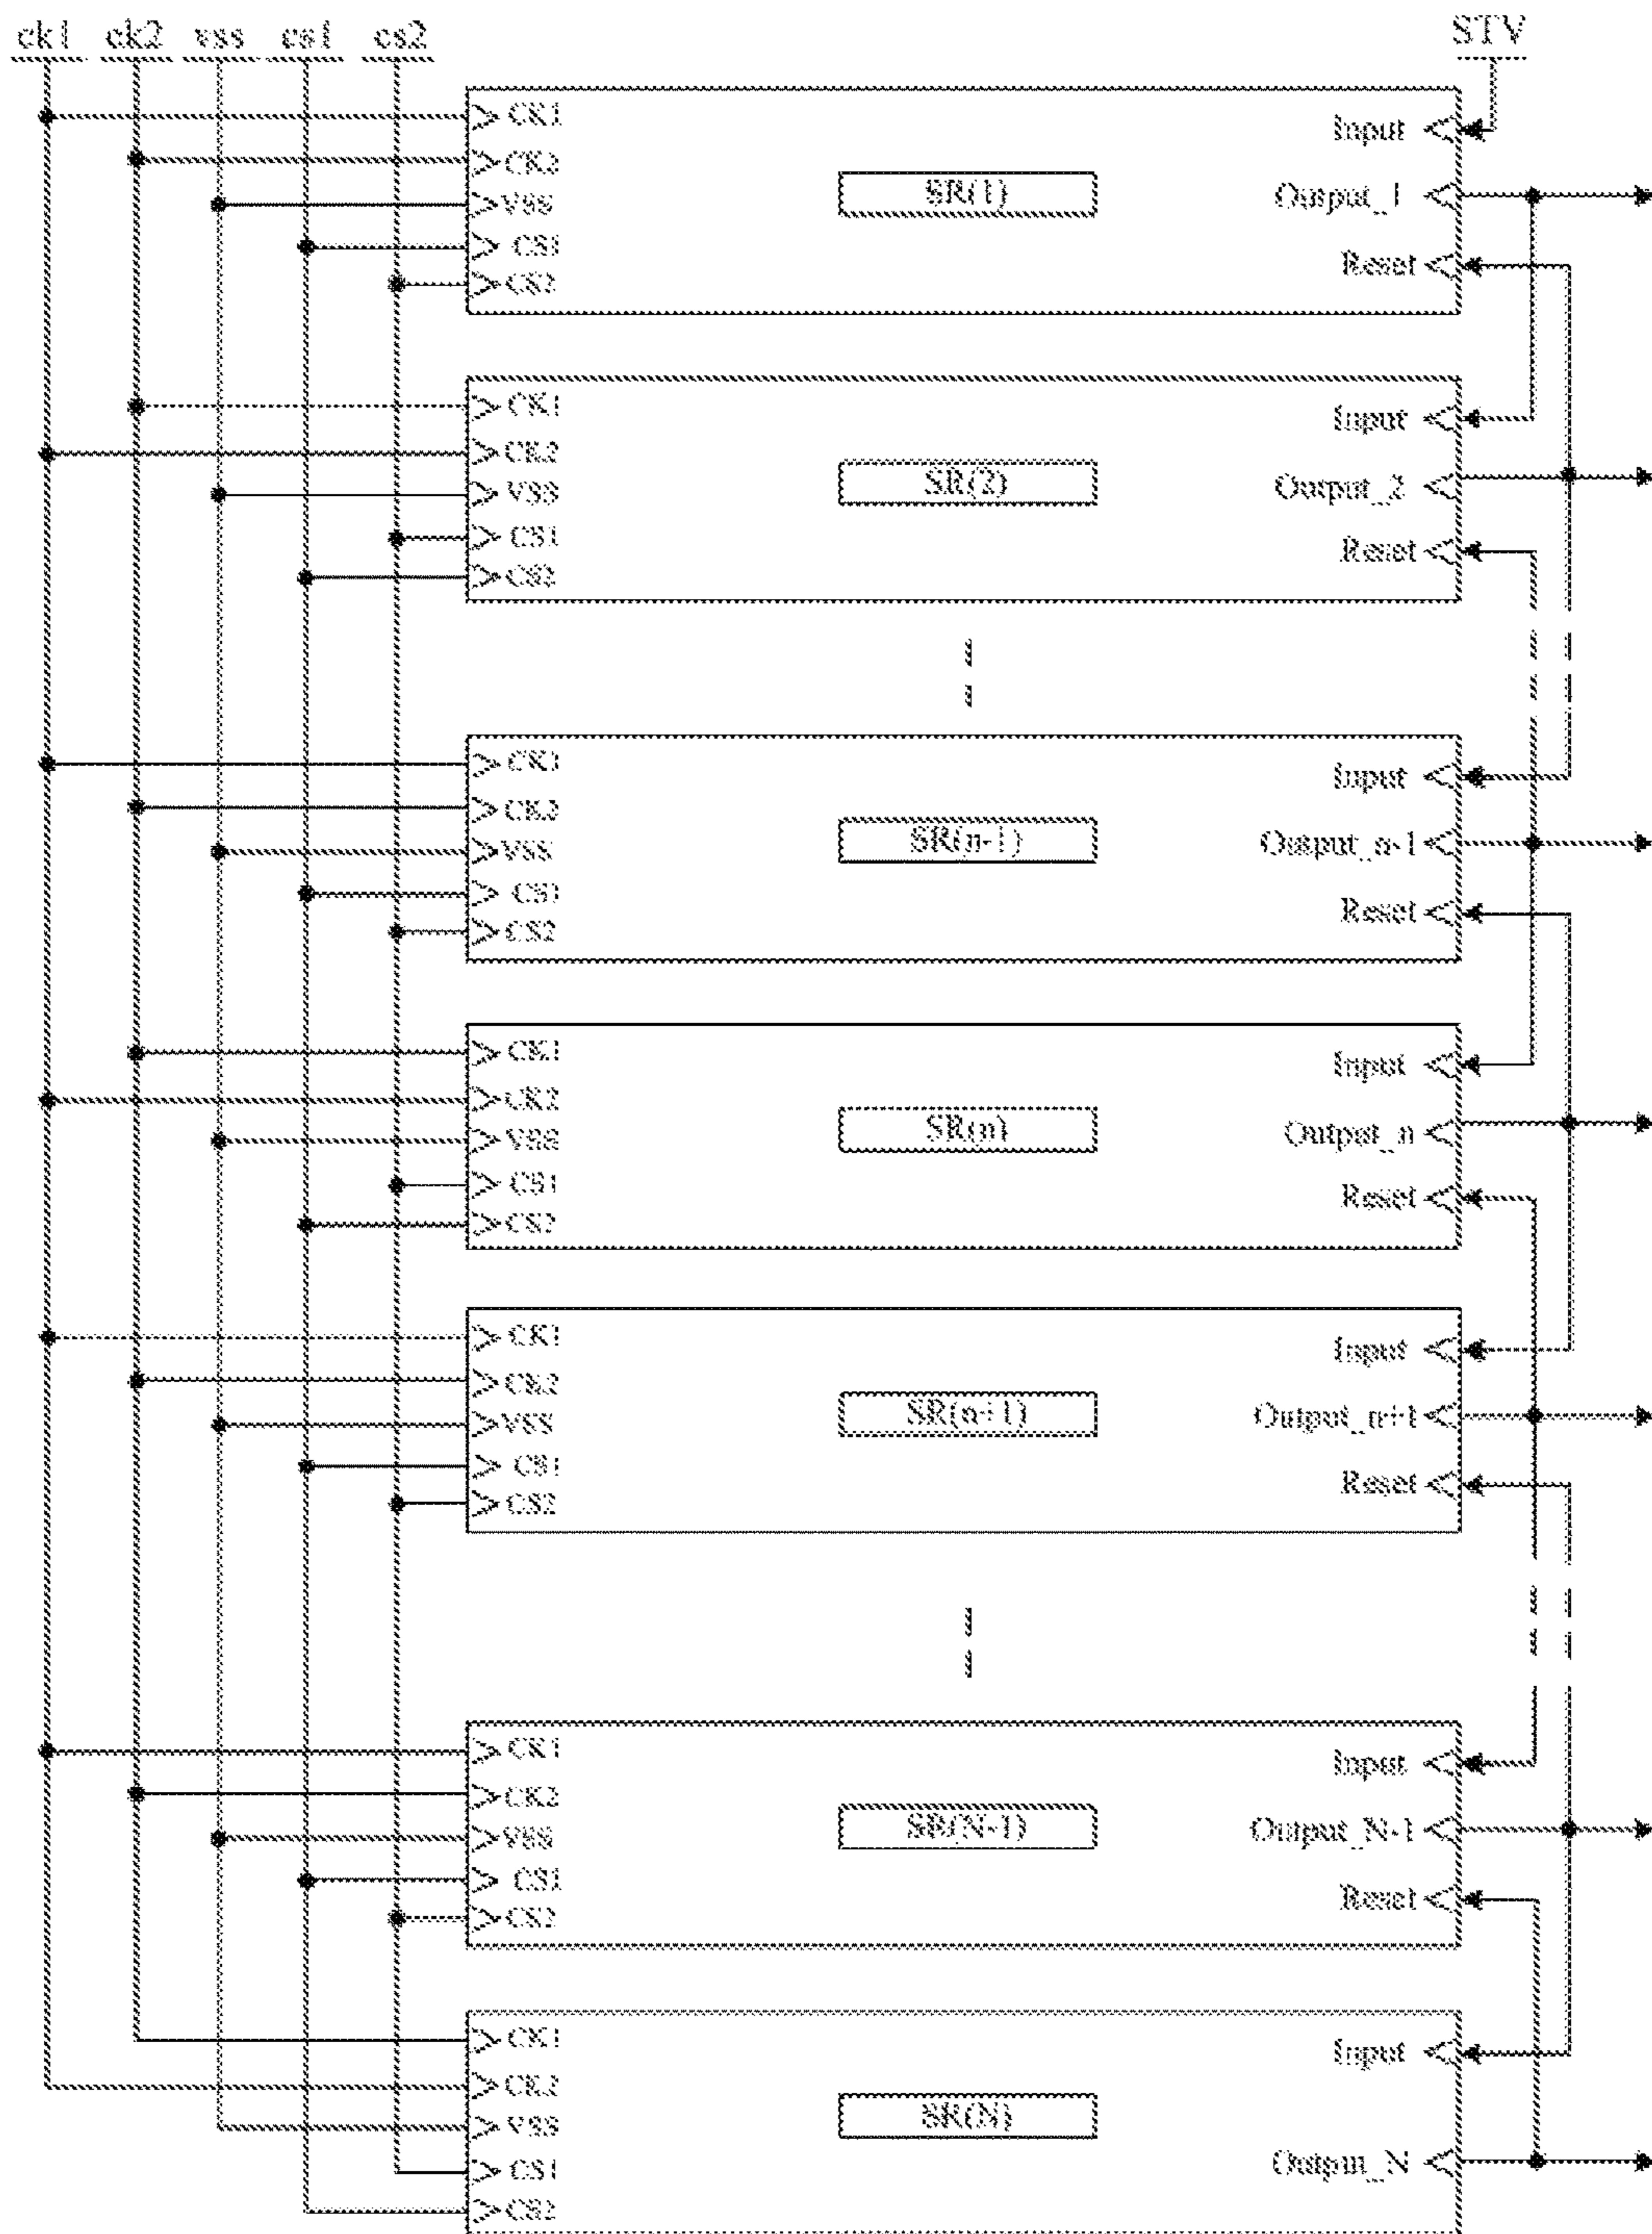 ck1 ck2 vss cs1 cs2 STV
CK1
Input
CK2
VSS
SR(1)
Output_1
CS1
Reset
CS2
CK1
Input
CK2
VSS
SR(2)
Output_2
CS1
Reset
CS2
CK1
Input
CK2
VSS
SR(n-1)
Output_n-1
CS1
Reset
CS2
CK1
Input
CK2
VSS
SR(n)
Output_n
CS1
Reset
CS2
CK1
Input
CK2
VSS
SR(n+1)
Output_n+1
CS1
Reset
CS2
CK1
Input
CK2
VSS
SR(N-1)
Output_N-1
CS1
Reset
CS2
CK1
Input
CK2
VSS
SR(N)
CS1
Output_N
CS2